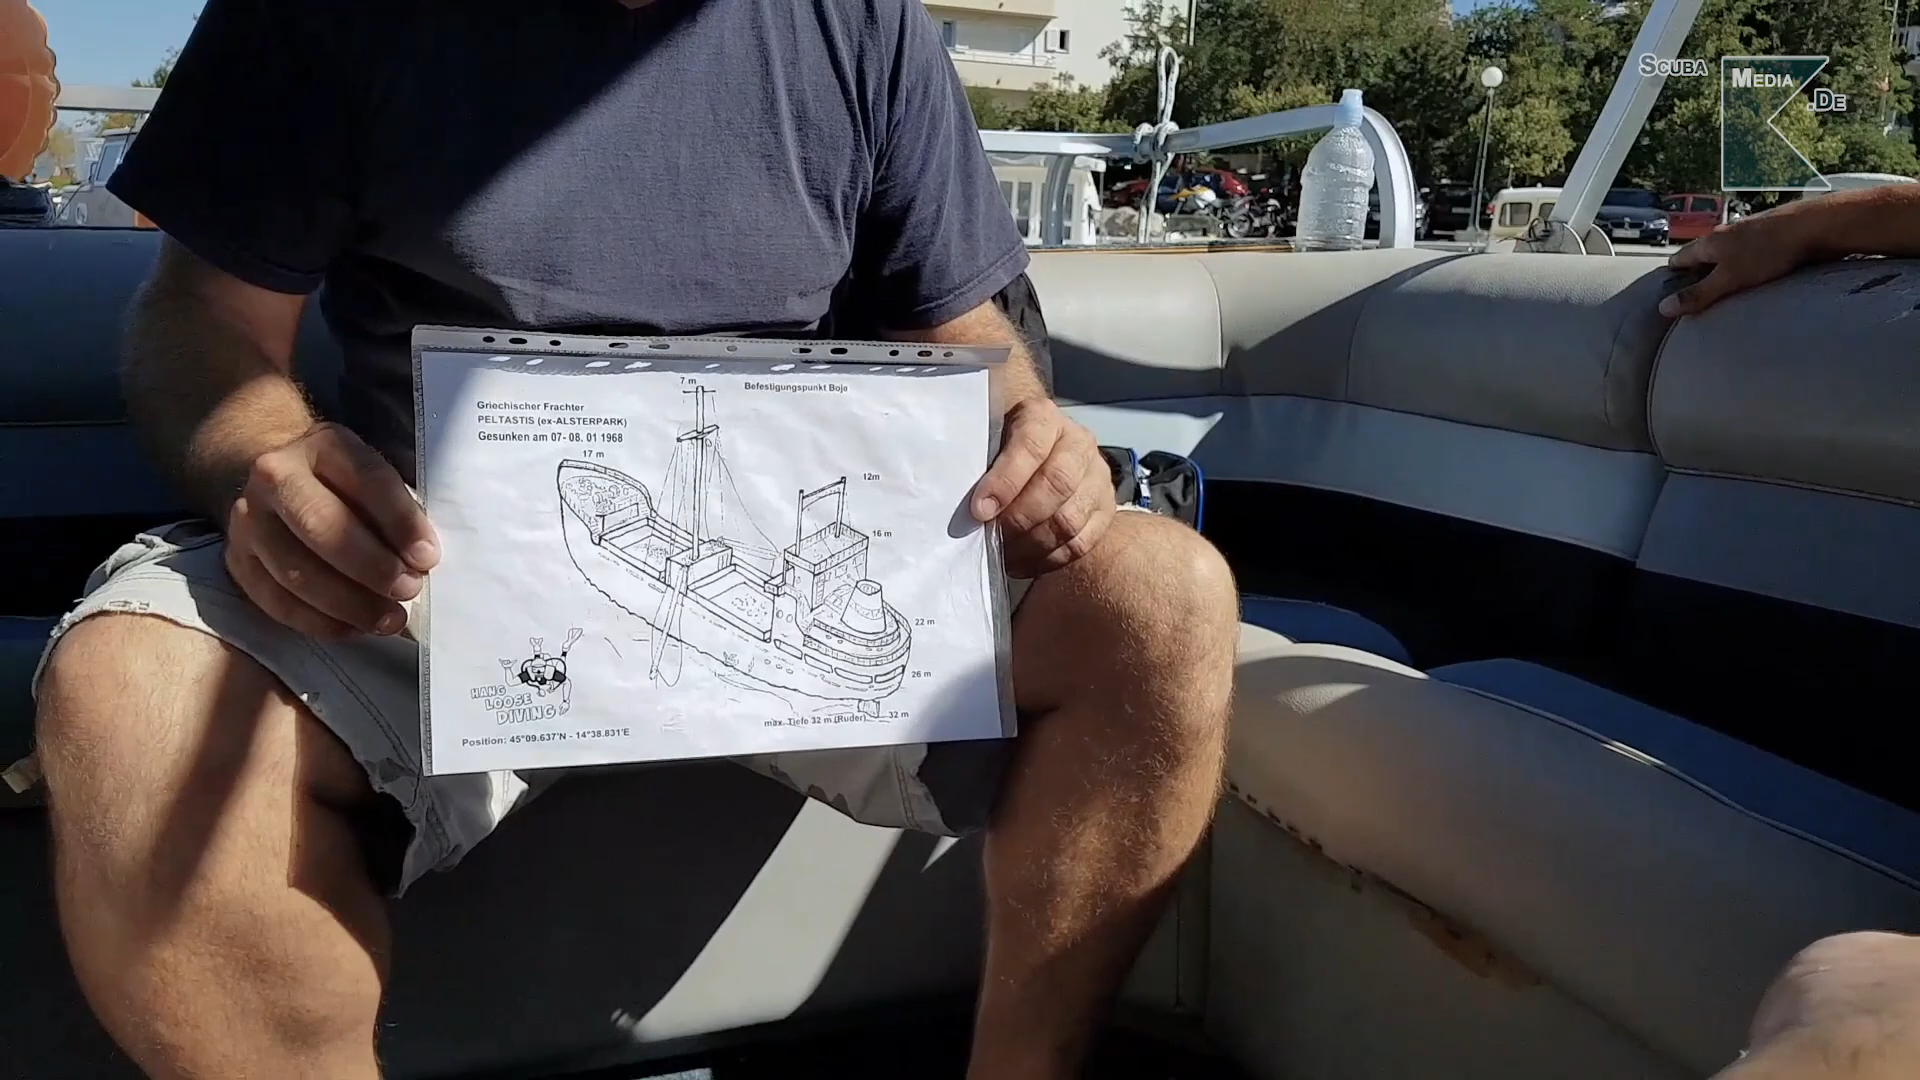 SCUBA MEDIA .DE
7 m
Befestigungspunkt Boje
Griechischer Frachter
PELTASTIS (ex-ALSTERPARK)
Gesunken am 07- 08. 01 1968
17 m
12m
16 m
22 m
26 m
HANG
LOOSE
DIVING
max. Tiefe 32 m (Ruder)
32 m
Position: 45°09.637'N - 14°38.831'E